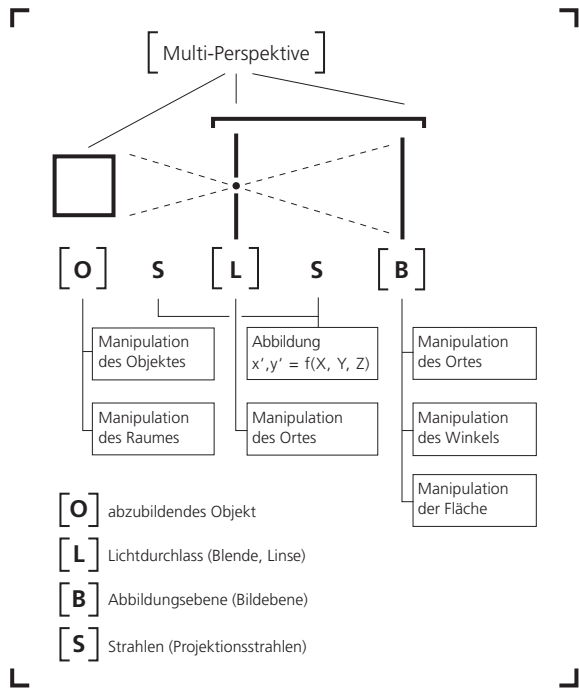 [Multi-Perspektive]
[O] S [L] S [B]
Manipulation
des Objektes
Abbildung
x',y' = f(X, Y, Z)
Manipulation
des Ortes
Manipulation
des Raumes
Manipulation
des Ortes
Manipulation
des Winkels
Manipulation
der Fläche
[O] abzubildendes Objekt
[L] Lichtdurchlass (Blende, Linse)
[B] Abbildungsebene (Bildebene)
[S] Strahlen (Projektionsstrahlen)